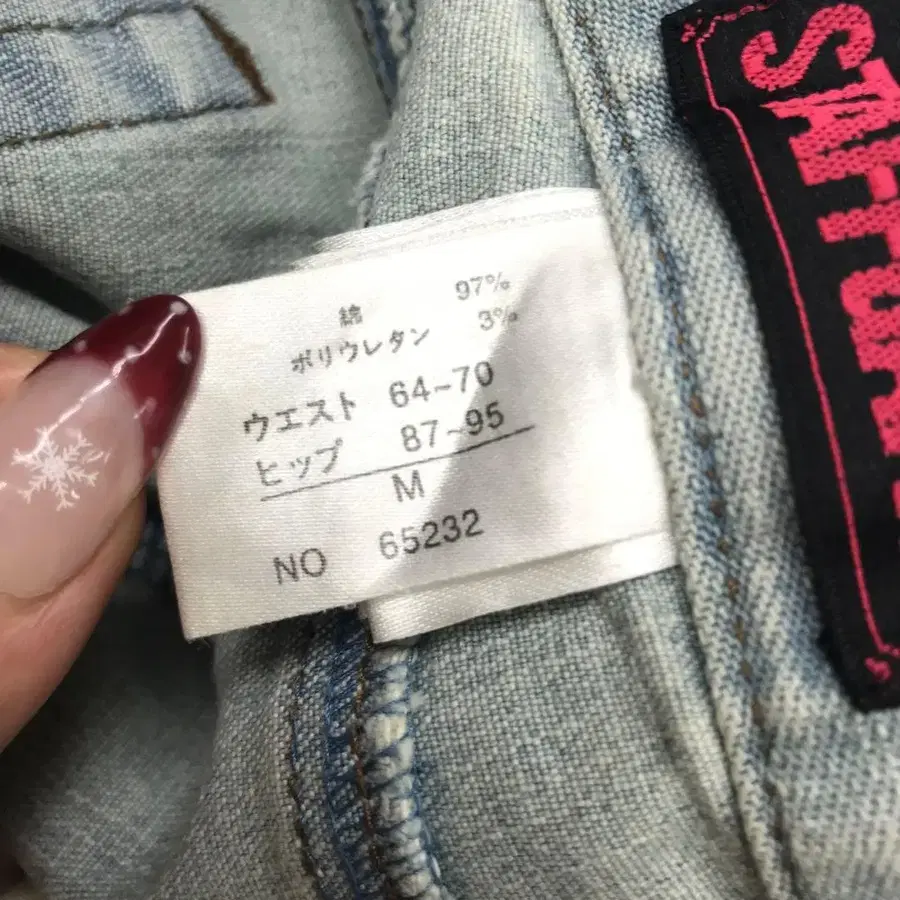 綿 97%
ポリウレタン 3%
ウエスト 64~70
ヒップ 87~95
M
NO 65232